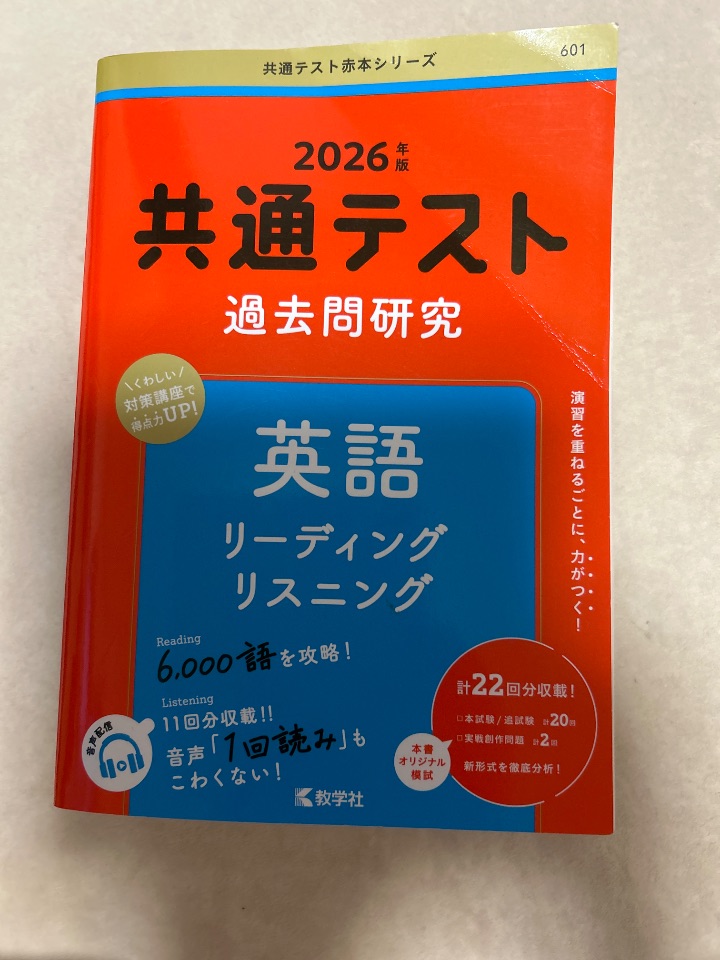 共通テスト赤本シリーズ
601
2026年版
共通テスト
過去問研究
くわしい
対策講座で
得点力UP!
英語
リーディング
リスニング
演習を重ねるごとに、力がつく!
Reading
6,000語を攻略!
Listening
11回分収載!!
音声「1回読み」も
こわくない!
音声配信
計22回分収載!
□本試験/追試験 計20回
□実戦創作問題 計2回
本書
オリジナル
模試
新形式を徹底分析!
教学社